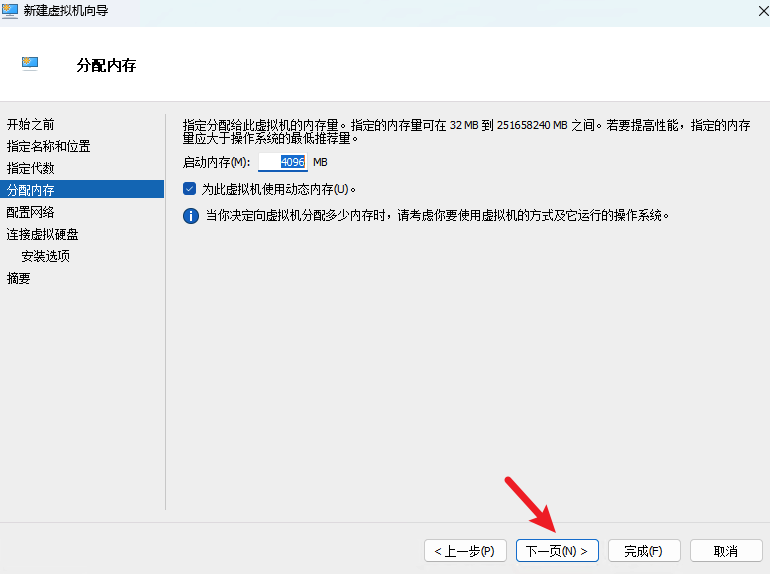 新建虚拟机向导
分配内存
开始之前
指定名称和位置
指定代数
分配内存
配置网络
连接虚拟硬盘
安装选项
摘要
指定分配给此虚拟机的内存量。指定的内存量可在 32 MB 到 251658240 MB 之间。若要提高性能，指定的内存
量应大于操作系统的最低推荐量。
启动内存(M): 4096 MB
为此虚拟机使用动态内存(U)。
当你决定向虚拟机分配多少内存时，请考虑你要使用虚拟机的方式及它运行的操作系统。
< 上一步(P) 下一页(N) > 完成(F) 取消